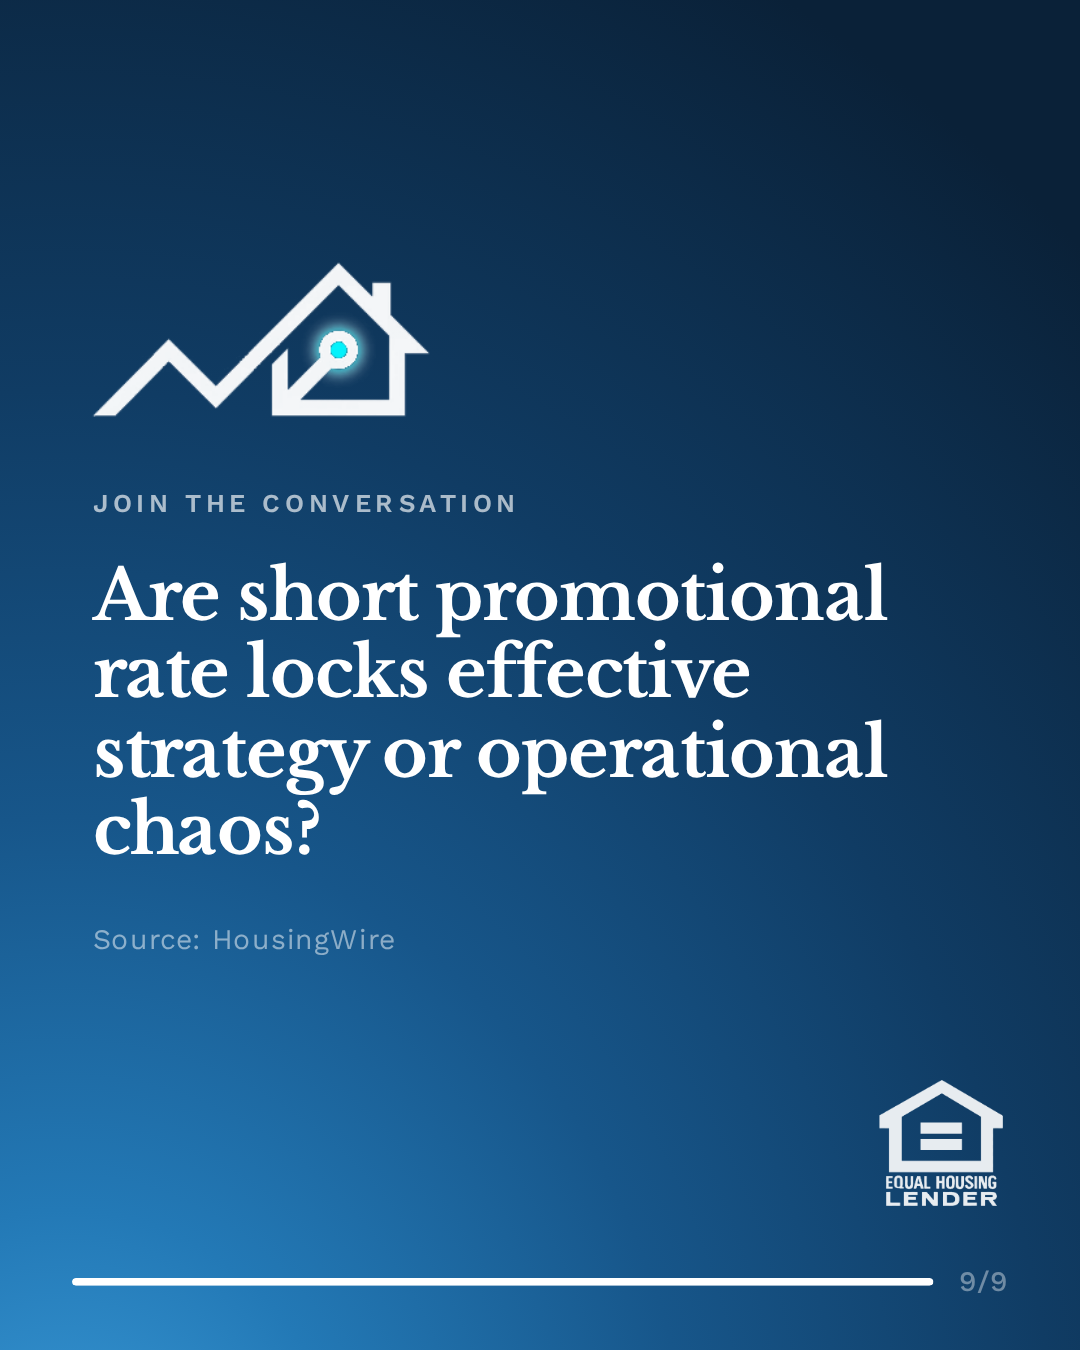 JOIN THE CONVERSATION
Are short promotional
rate locks effective
strategy or operational
chaos?
Source: HousingWire
EQUAL HOUSING
LENDER
9/9